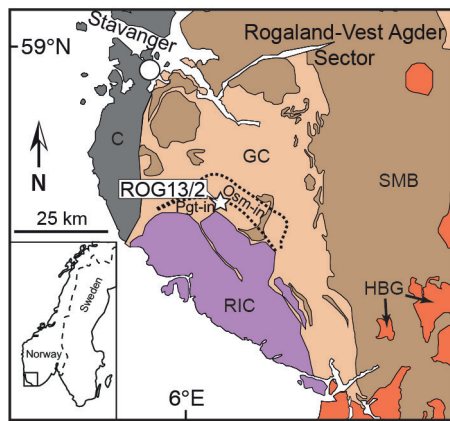 Stavanger
59°N
Rogaland-Vest Agder
Sector
C
GC
N
ROG13/2
Osm-in
Pgt-in
SMB
25 km
RIC
HBG
Sweden
Norway
6°E